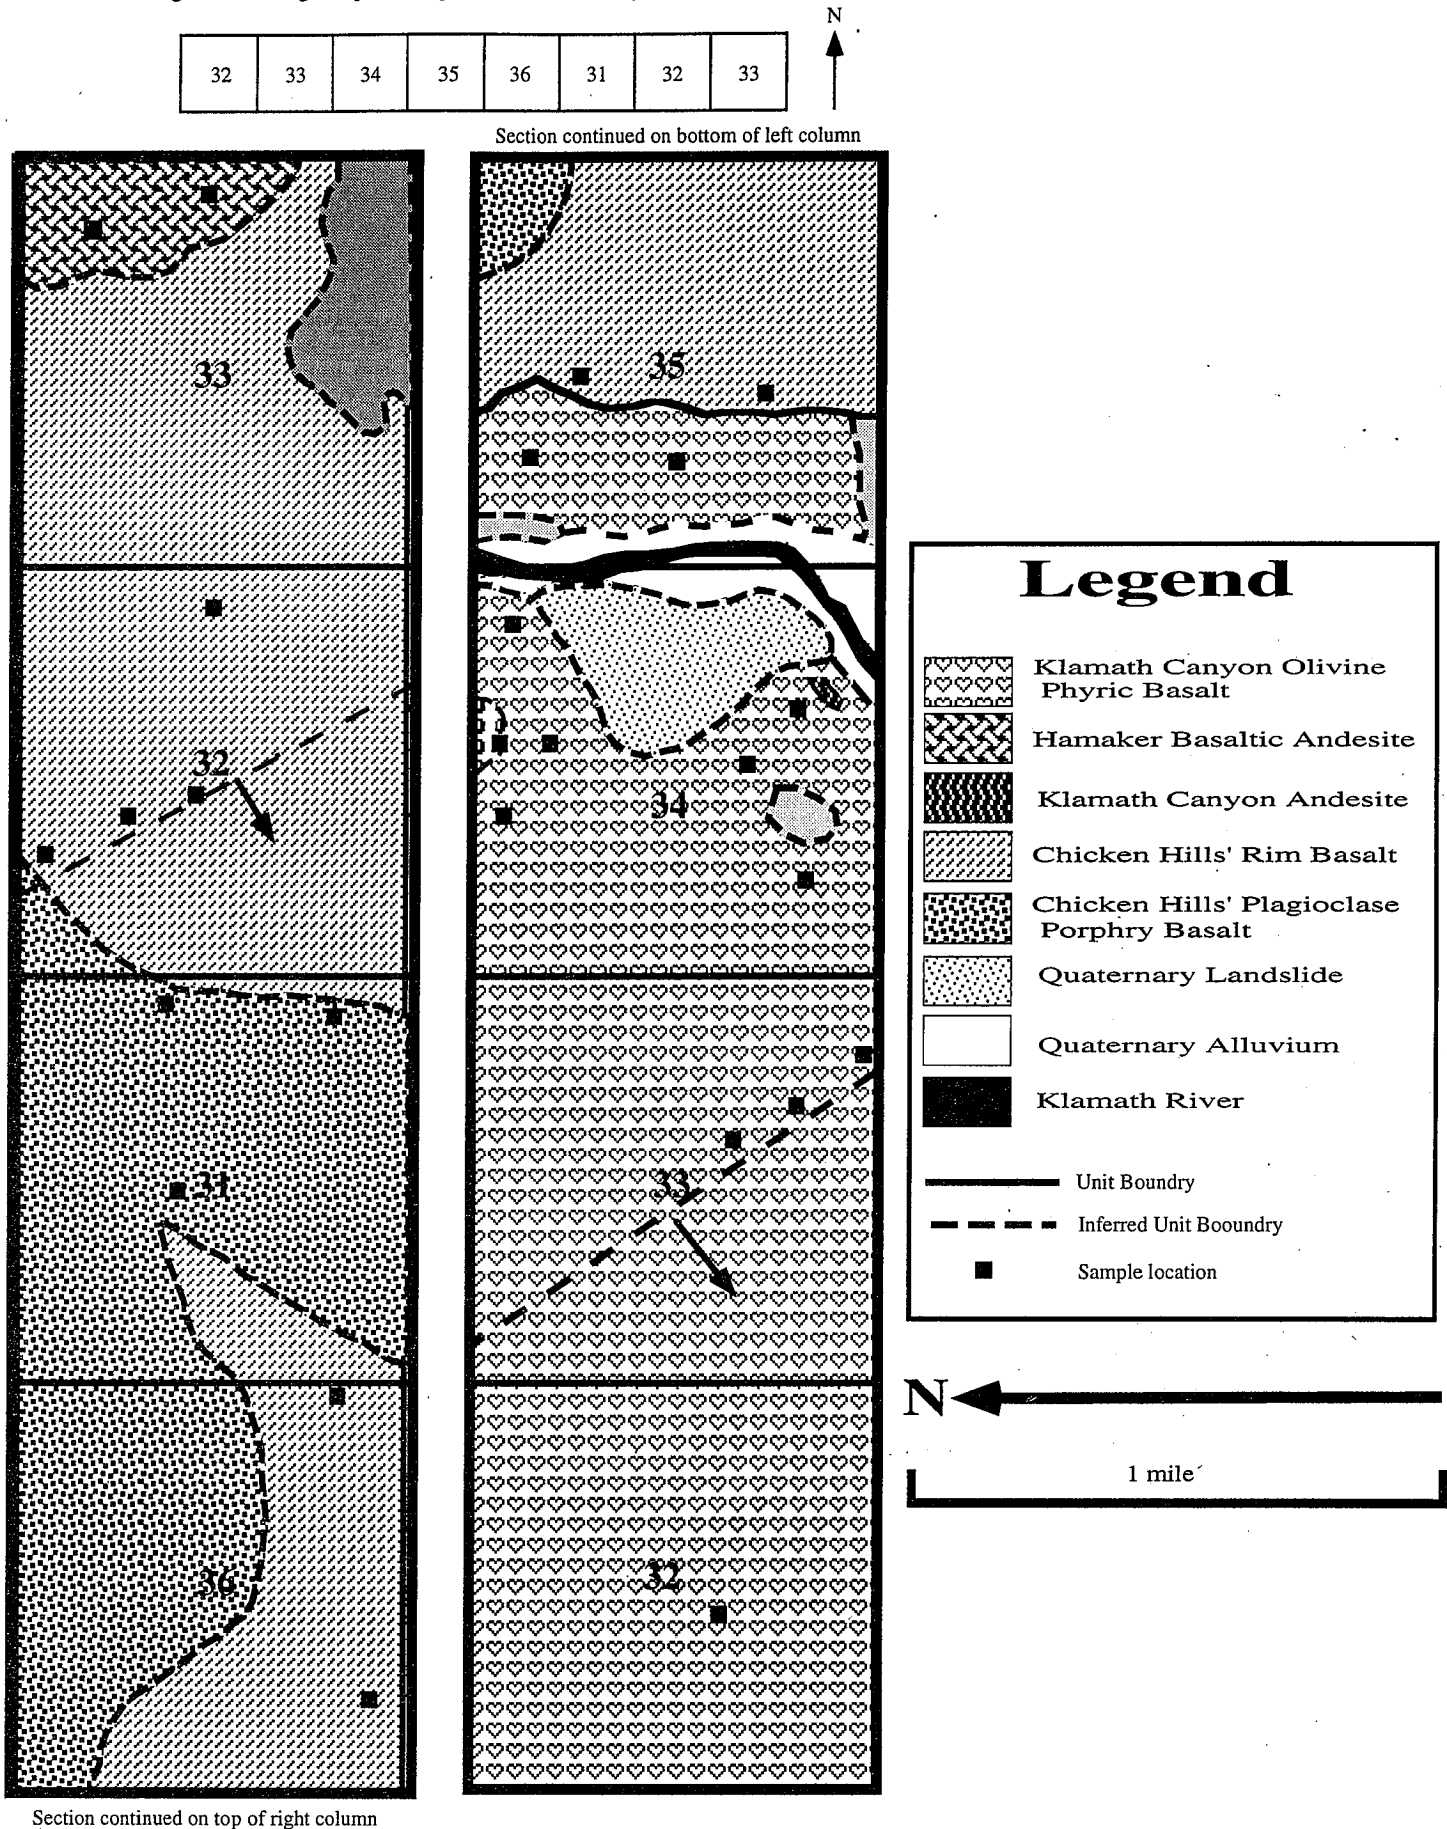 N
32 33 34 35 36 31 32 33
Section continued on bottom of left column
33
32
31
36
Section continued on top of right column
35
34
33
32
Legend
Klamath Canyon Olivine
Phyric Basalt
Hamaker Basaltic Andesite
Klamath Canyon Andesite
Chicken Hills' Rim Basalt
Chicken Hills' Plagioclase
Porphry Basalt
Quaternary Landslide
Quaternary Alluvium
Klamath River
Unit Boundry
Inferred Unit Booundry
Sample location
N
1 mile